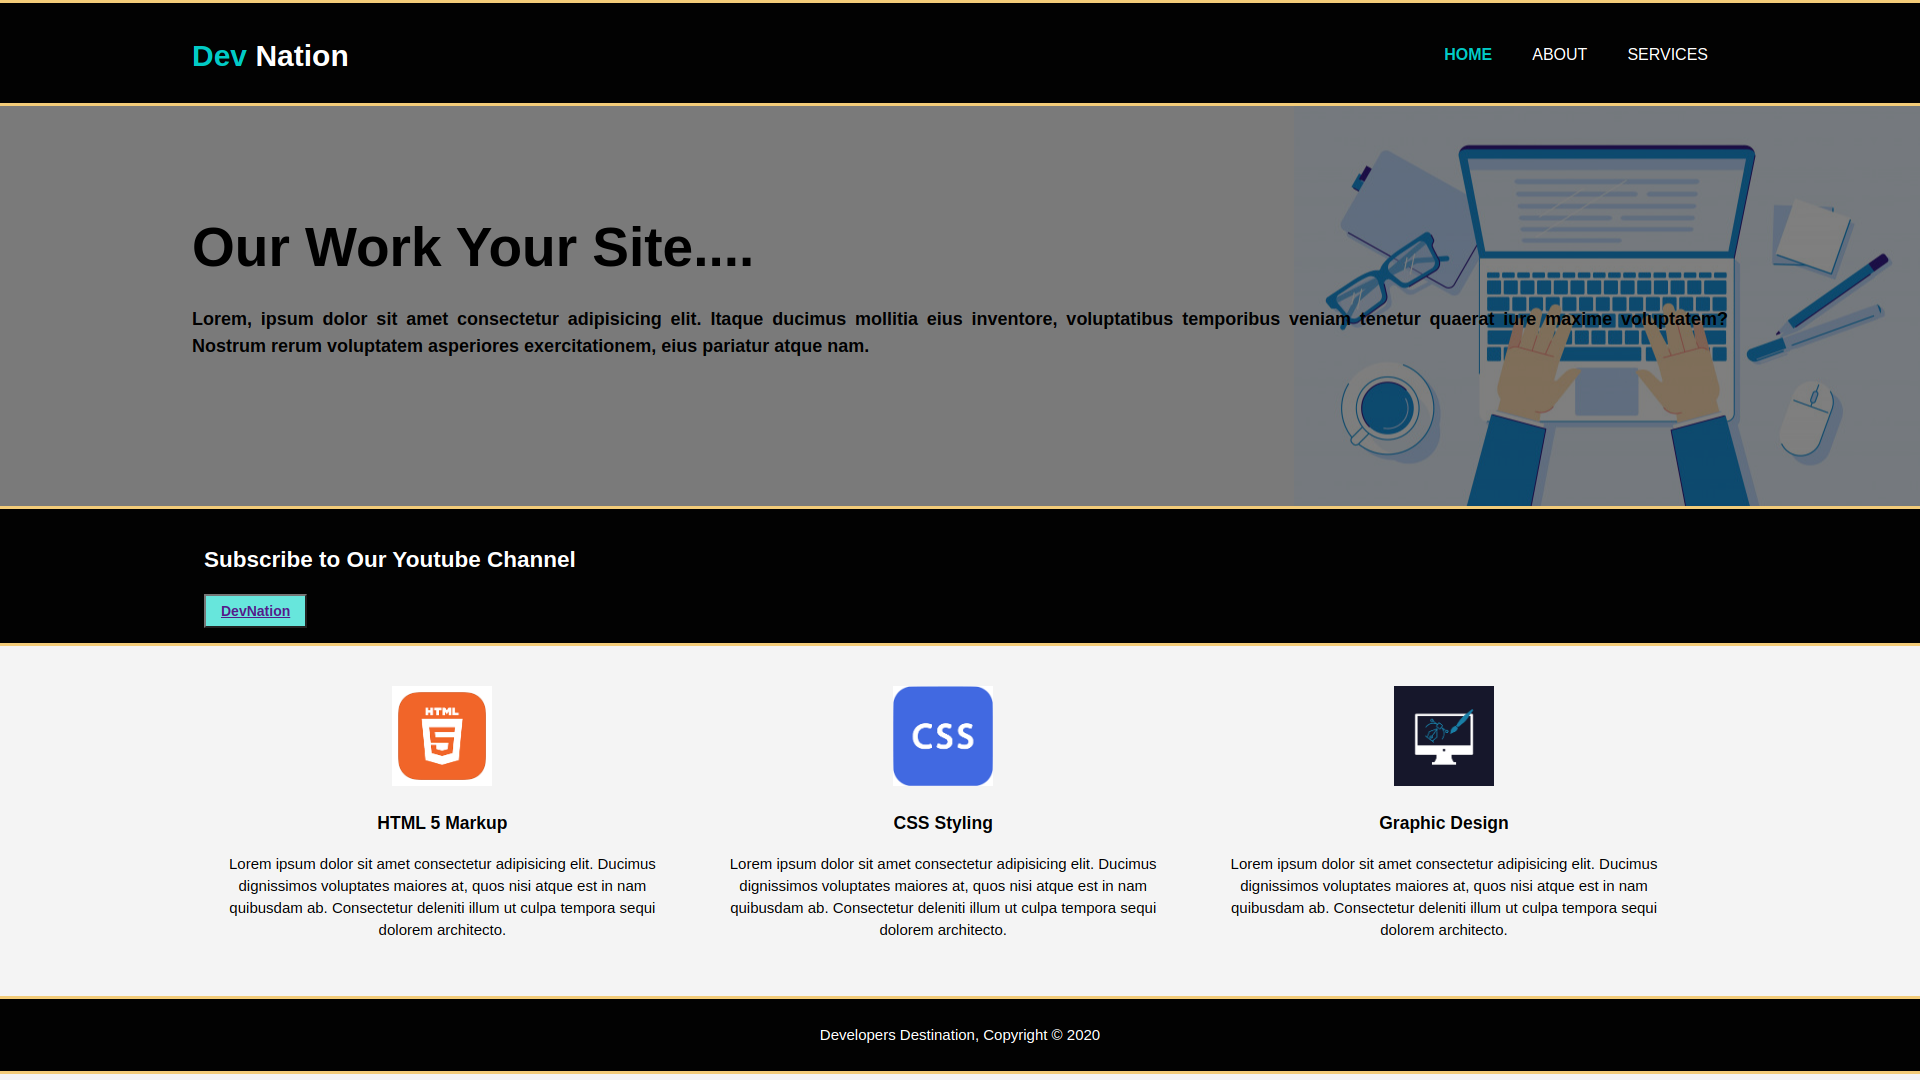 Dev Nation
HOME ABOUT SERVICES
Our Work Your Site....
Lorem, ipsum dolor sit amet consectetur adipisicing elit. Itaque ducimus mollitia eius inventore, voluptatibus temporibus veniam tenetur quaerat iure maxime voluptatem?
Nostrum rerum voluptatem asperiores exercitationem, eius pariatur atque nam.
Subscribe to Our Youtube Channel
DevNation
HTML
5
HTML 5 Markup
Lorem ipsum dolor sit amet consectetur adipisicing elit. Ducimus
dignissimos voluptates maiores at, quos nisi atque est in nam
quibusdam ab. Consectetur deleniti illum ut culpa tempora sequi
dolorem architecto.
CSS
CSS Styling
Lorem ipsum dolor sit amet consectetur adipisicing elit. Ducimus
dignissimos voluptates maiores at, quos nisi atque est in nam
quibusdam ab. Consectetur deleniti illum ut culpa tempora sequi
dolorem architecto.
Graphic Design
Lorem ipsum dolor sit amet consectetur adipisicing elit. Ducimus
dignissimos voluptates maiores at, quos nisi atque est in nam
quibusdam ab. Consectetur deleniti illum ut culpa tempora sequi
dolorem architecto.
Developers Destination, Copyright © 2020